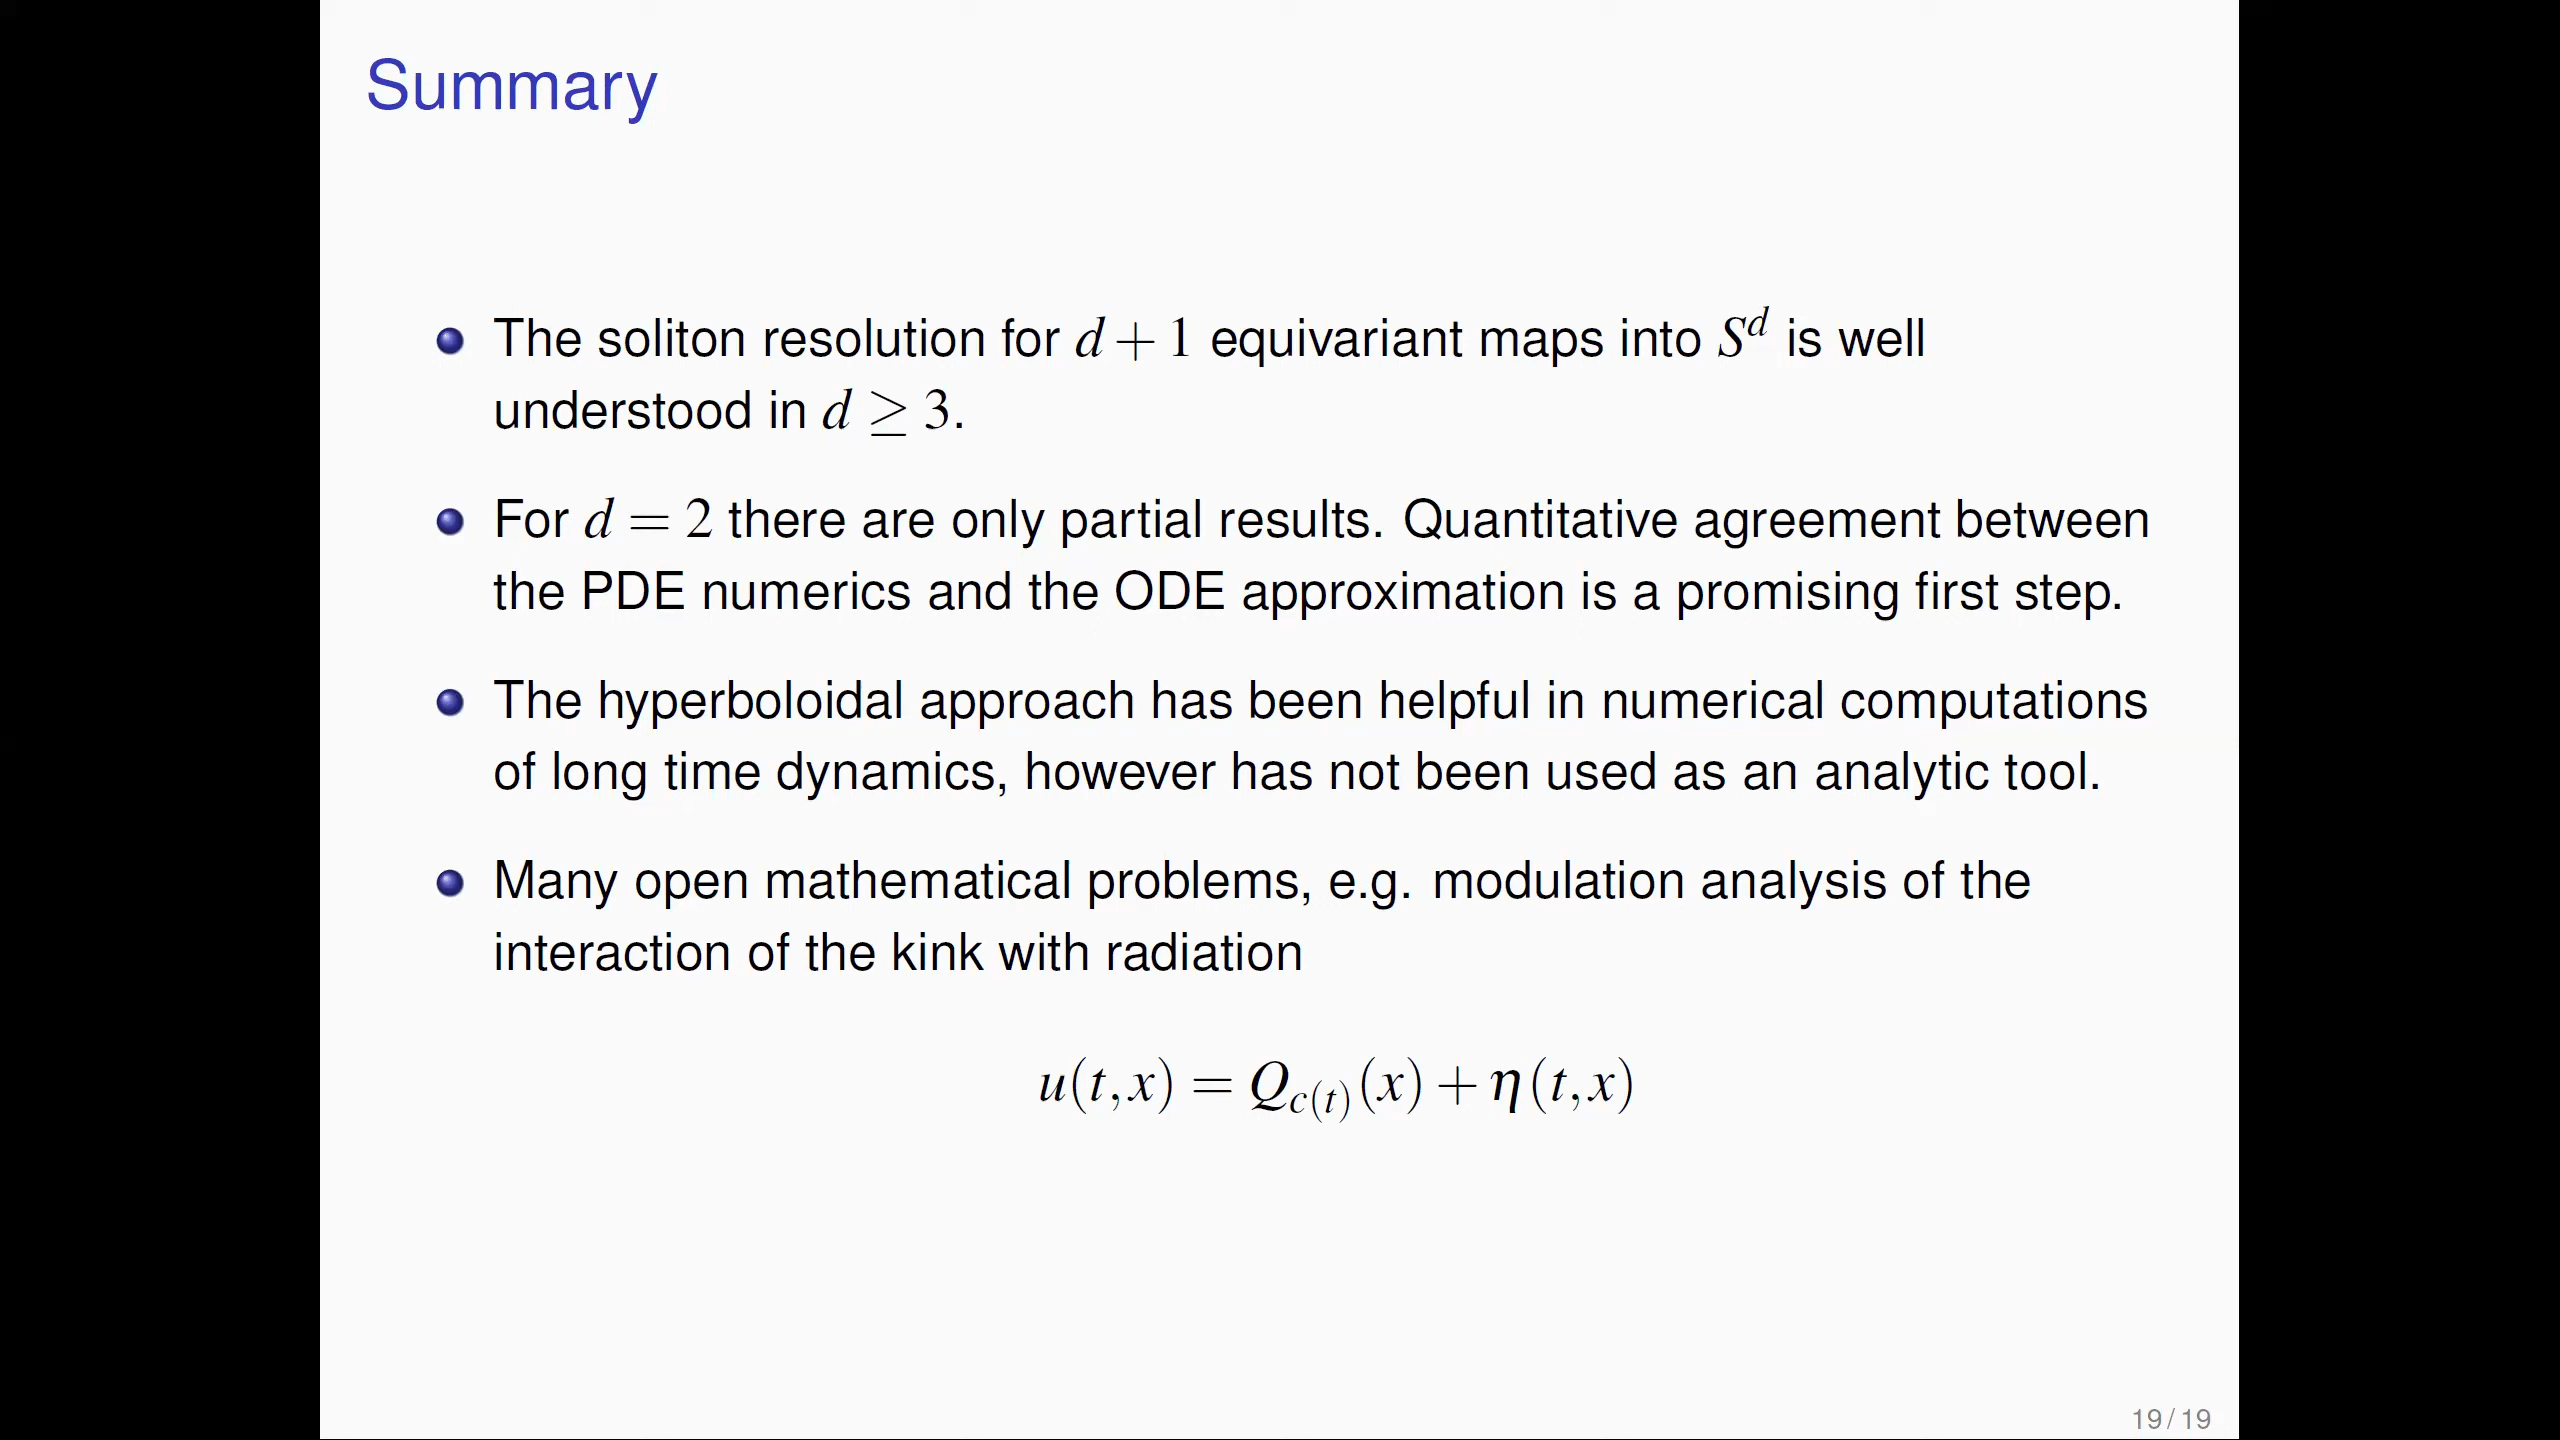 Summary
The soliton resolution for d + 1 equivariant maps into S^d is well
understood in d ≥ 3.
For d = 2 there are only partial results. Quantitative agreement between
the PDE numerics and the ODE approximation is a promising first step.
The hyperboloidal approach has been helpful in numerical computations
of long time dynamics, however has not been used as an analytic tool.
Many open mathematical problems, e.g. modulation analysis of the
interaction of the kink with radiation
u(t,x) = Q_{c(t)}(x) + η(t,x)
19 / 19